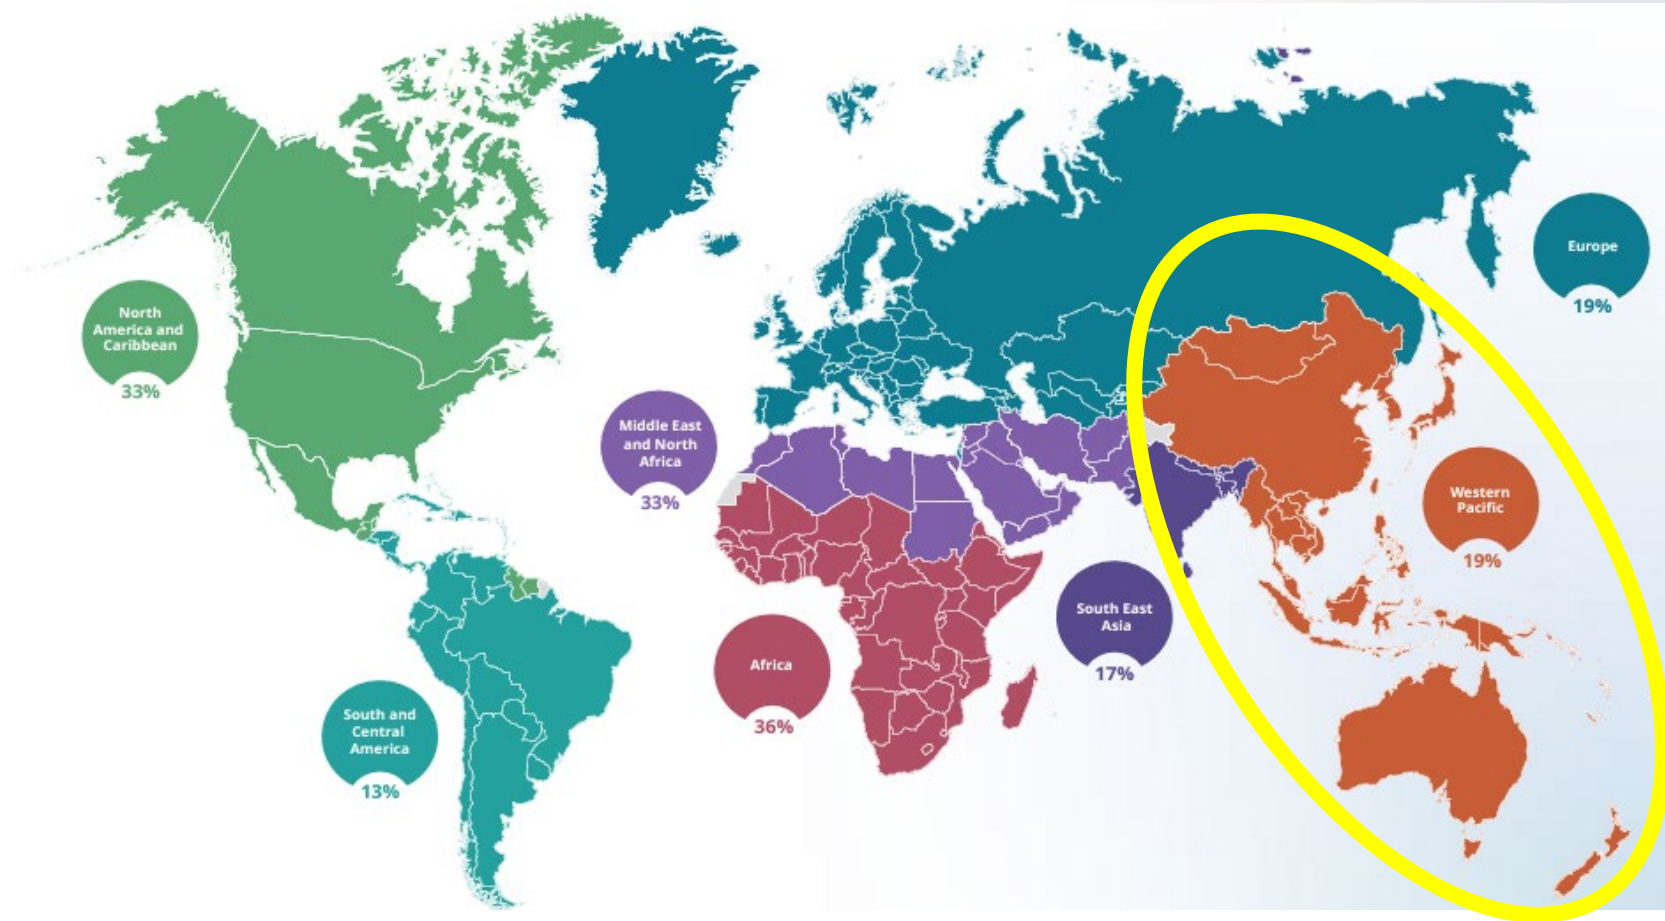 Europe
19%
North
America and
Caribbean
33%
Middle East
and North
Africa
33%
Western
Pacific
19%
South East
Asia
17%
Africa
36%
South and
Central
America
13%